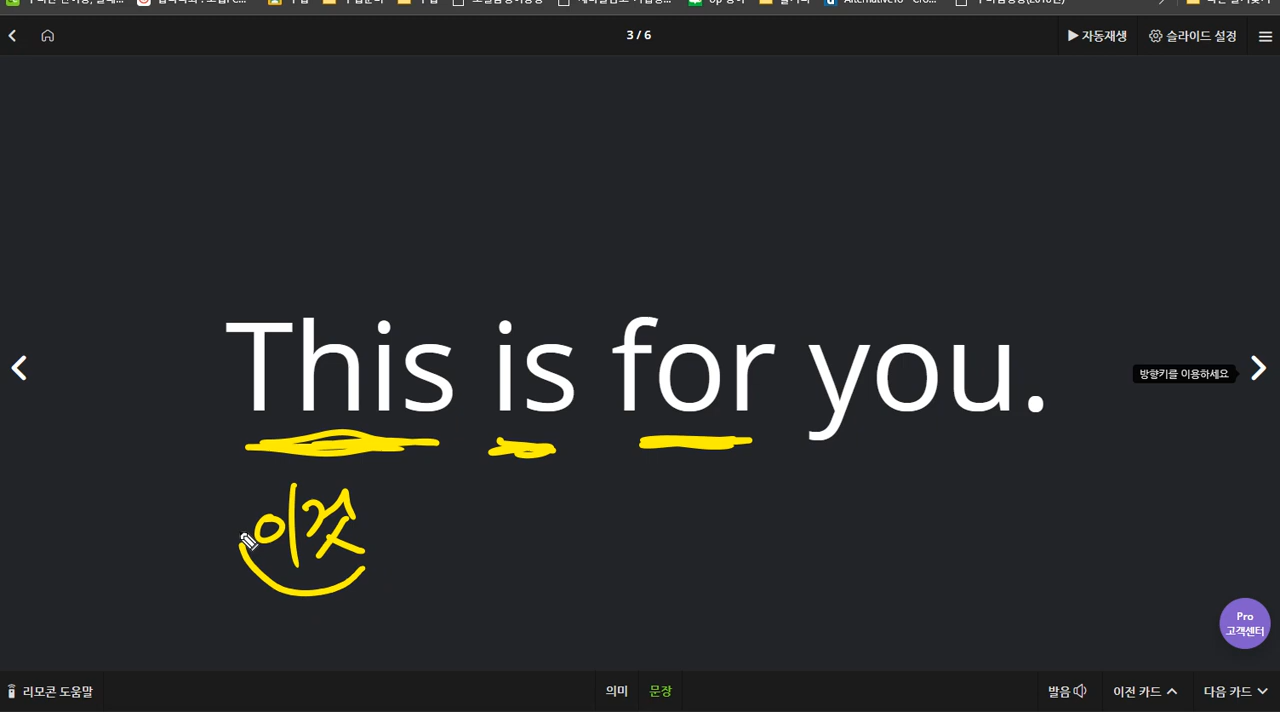 3 / 6
▶ 자동재생
슬라이드 설정
This is for you.
방향키를 이용하세요
이것
Pro
고객센터
리모콘 도움말
의미
문장
발음
이전 카드
다음 카드